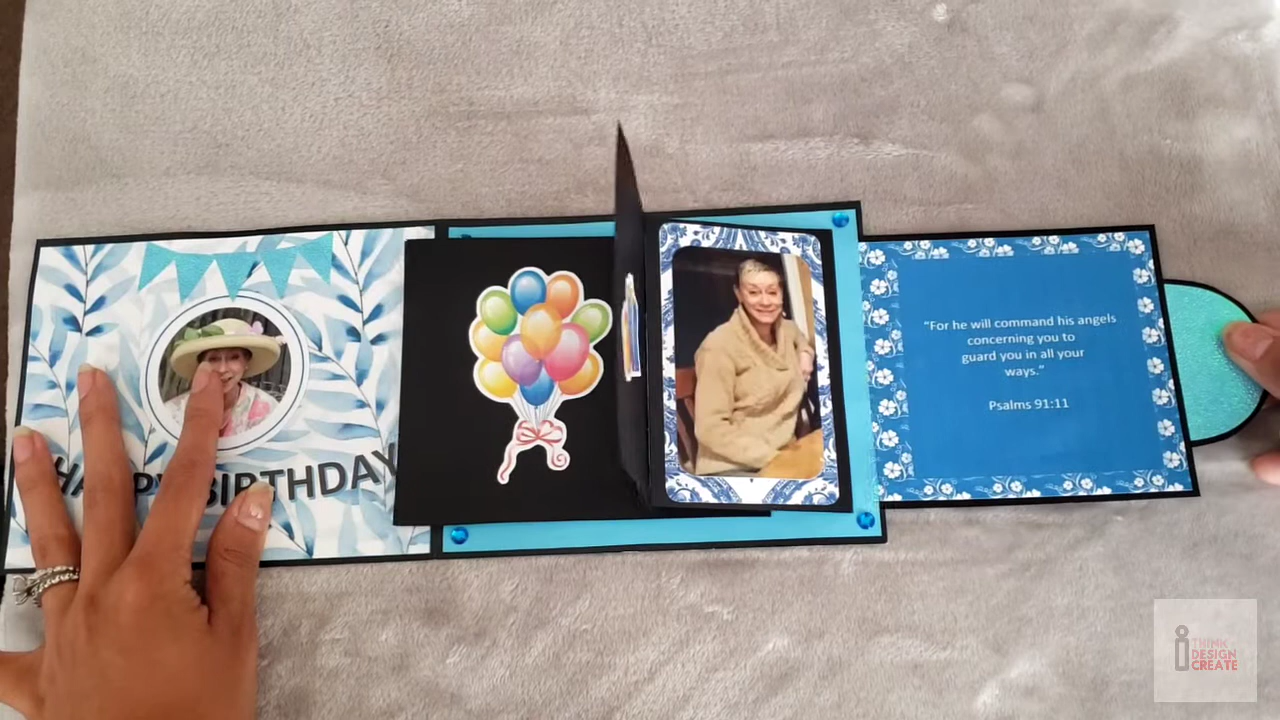 HAPPY BIRTHDAY
“For he will command his angels
concerning you to
guard you in all your
ways.”
Psalms 91:11
THINK
DESIGN
CREATE